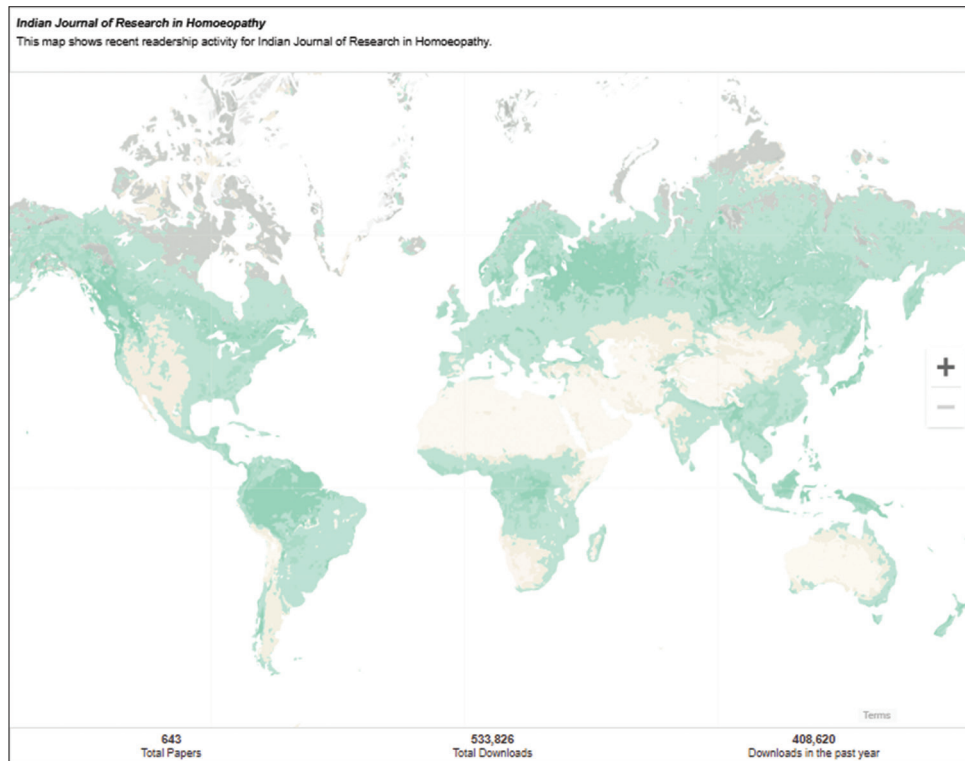 Indian Journal of Research in Homoeopathy
This map shows recent readership activity for Indian Journal of Research in Homoeopathy.
+
−
Terms
643 533,826 408,620
Total Papers Total Downloads Downloads in the past year